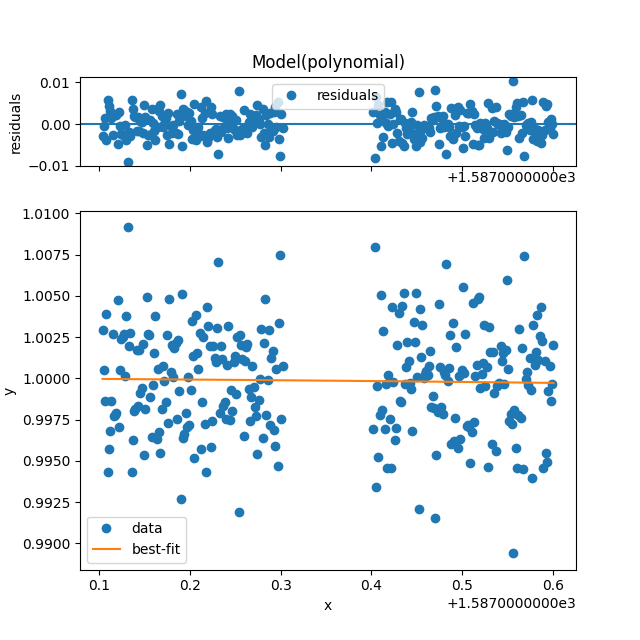 Model(polynomial)
0.01
0.00
−0.01
residuals
residuals
+1.5870000000e3
1.0100
1.0075
1.0050
1.0025
1.0000
0.9975
0.9950
0.9925
0.9900
y
data
best-fit
0.1 0.2 0.3 0.4 0.5 0.6
x
+1.5870000000e3